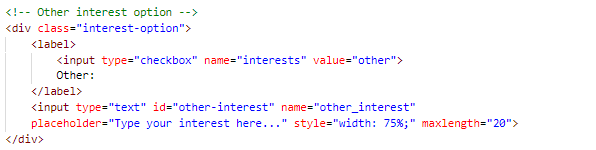 <!-- Other interest option -->
<div class="interest-option">
    <label>
        <input type="checkbox" name="interests" value="other">
        Other:
    </label>
    <input type="text" id="other-interest" name="other_interest"
    placeholder="Type your interest here..." style="width: 75%;" maxlength="20">
</div>